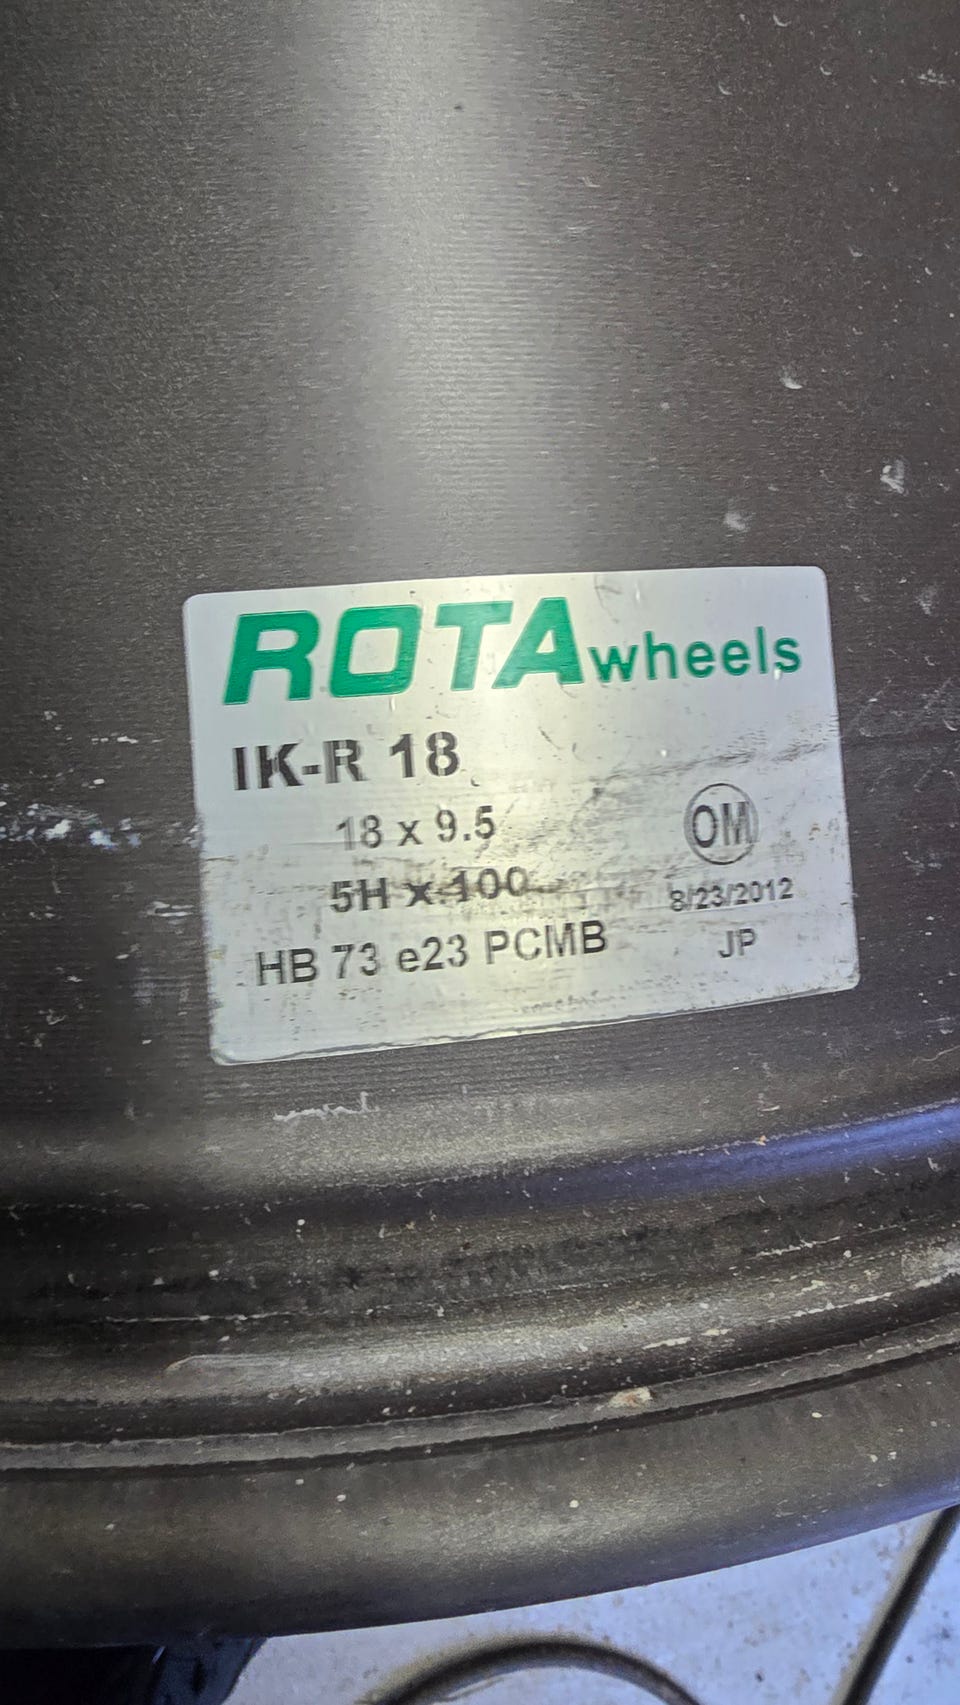 ROTA wheels
IK-R 18
18 x 9.5
OM
5H x 100
8/23/2012
HB 73 e23 PCMB
JP